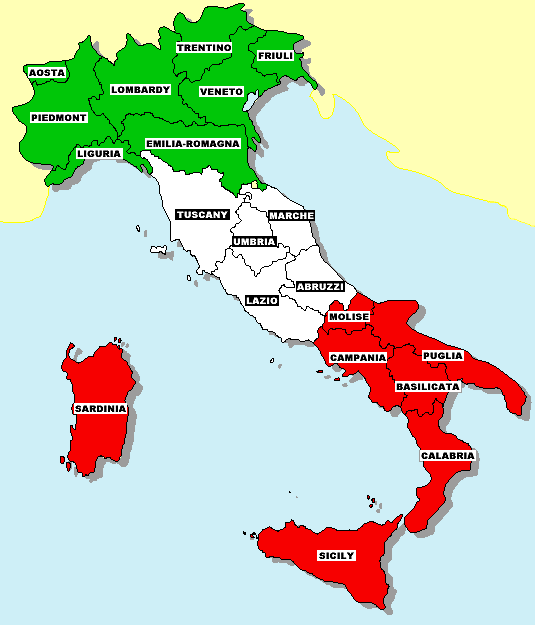 TRENTINO
FRIULI
AOSTA
LOMBARDY
VENETO
PIEDMONT
EMILIA-ROMAGNA
LIGURIA
TUSCANY
MARCHE
UMBRIA
ABRUZZI
LAZIO
MOLISE
CAMPANIA
PUGLIA
BASILICATA
SARDINIA
CALABRIA
SICILY